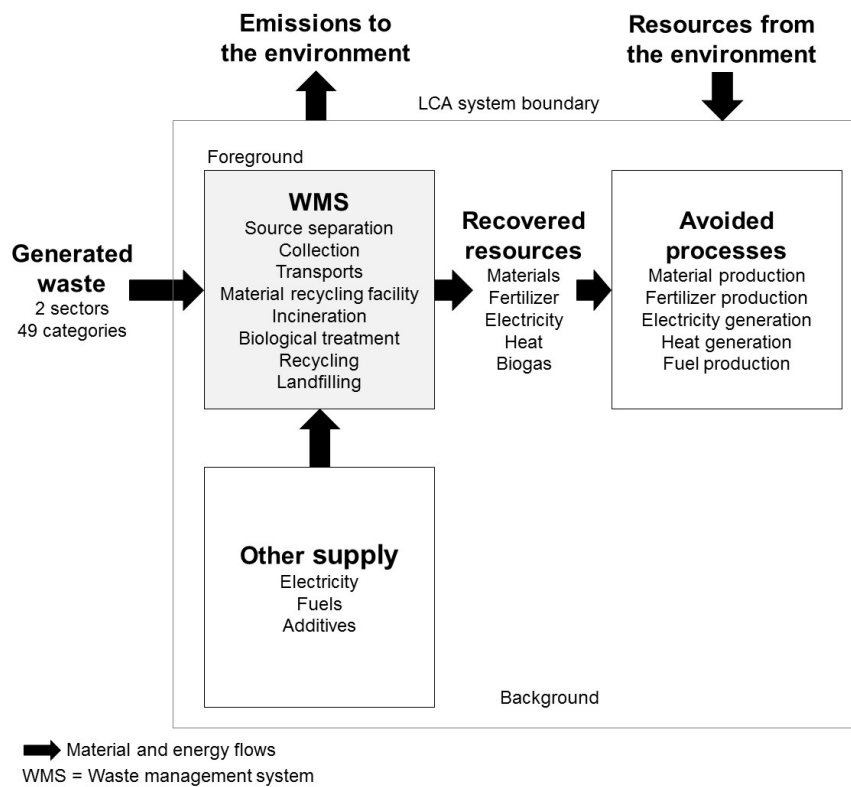 Emissions to
the environment
Resources from
the environment
LCA system boundary
Foreground
Generated
waste
2 sectors
49 categories
WMS
Source separation
Collection
Transports
Material recycling facility
Incineration
Biological treatment
Recycling
Landfilling
Recovered
resources
Materials
Fertilizer
Electricity
Heat
Biogas
Avoided
processes
Material production
Fertilizer production
Electricity generation
Heat generation
Fuel production
Other supply
Electricity
Fuels
Additives
Background
Material and energy flows
WMS = Waste management system